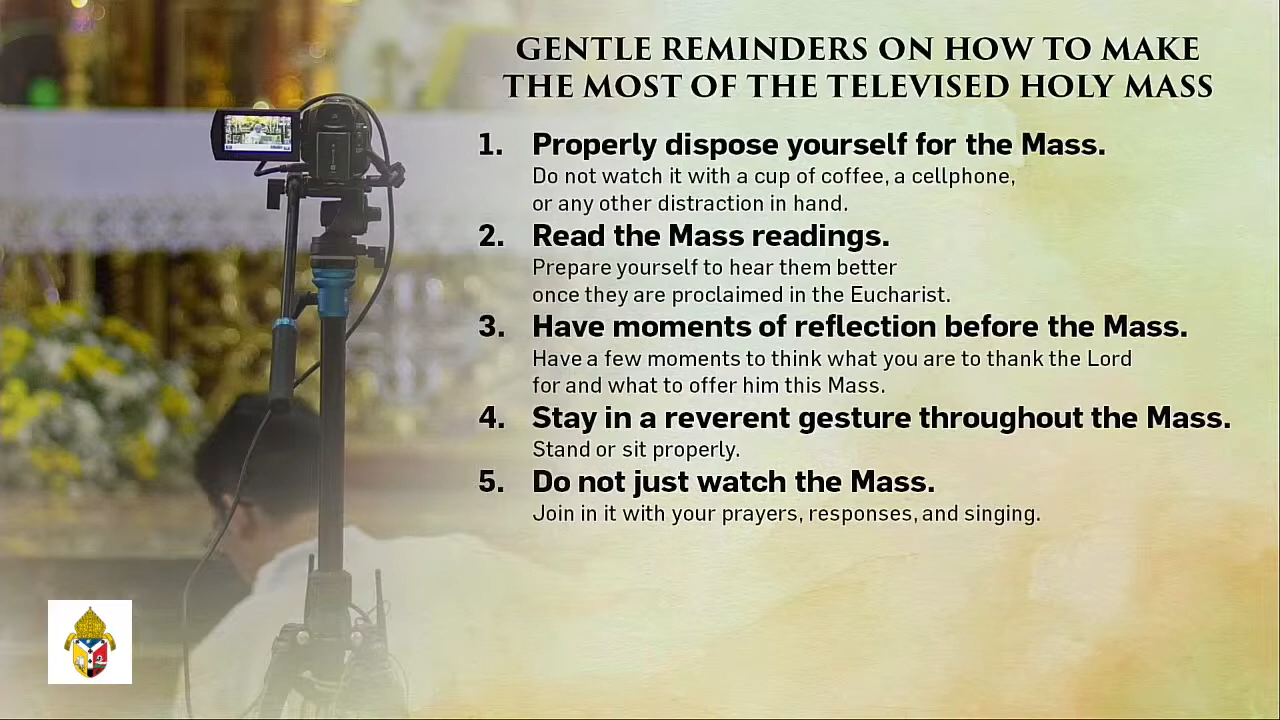 GENTLE REMINDERS ON HOW TO MAKE
THE MOST OF THE TELEVISED HOLY MASS
1. Properly dispose yourself for the Mass.
Do not watch it with a cup of coffee, a cellphone,
or any other distraction in hand.
2. Read the Mass readings.
Prepare yourself to hear them better
once they are proclaimed in the Eucharist.
3. Have moments of reflection before the Mass.
Have a few moments to think what you are to thank the Lord
for and what to offer him this Mass.
4. Stay in a reverent gesture throughout the Mass.
Stand or sit properly.
5. Do not just watch the Mass.
Join in it with your prayers, responses, and singing.